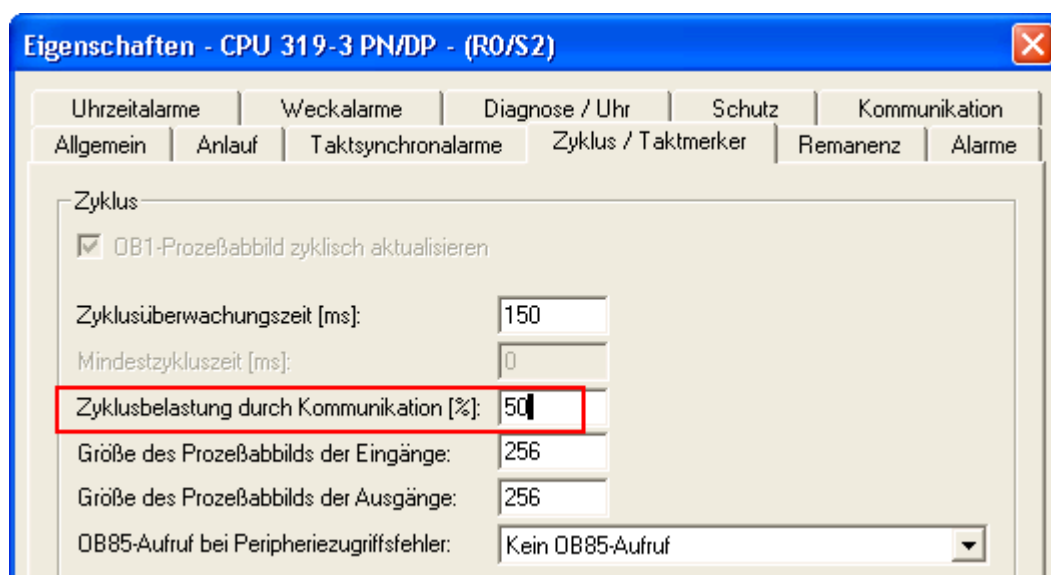 Eigenschaften - CPU 319-3 PN/DP - (R0/S2)
Uhrzeitalarme Weckalarme Diagnose / Uhr Schutz Kommunikation
Allgemein Anlauf Taktsynchronalarme Zyklus / Taktmerker Remanenz Alarme
Zyklus
OB1-Prozeßabbild zyklisch aktualisieren
Zyklusüberwachungszeit [ms]: 150
Mindestzykluszeit [ms]: 0
Zyklusbelastung durch Kommunikation [%]: 50
Größe des Prozeßabbilds der Eingänge: 256
Größe des Prozeßabbilds der Ausgänge: 256
OB85-Aufruf bei Peripheriezugriffsfehler: Kein OB85-Aufruf